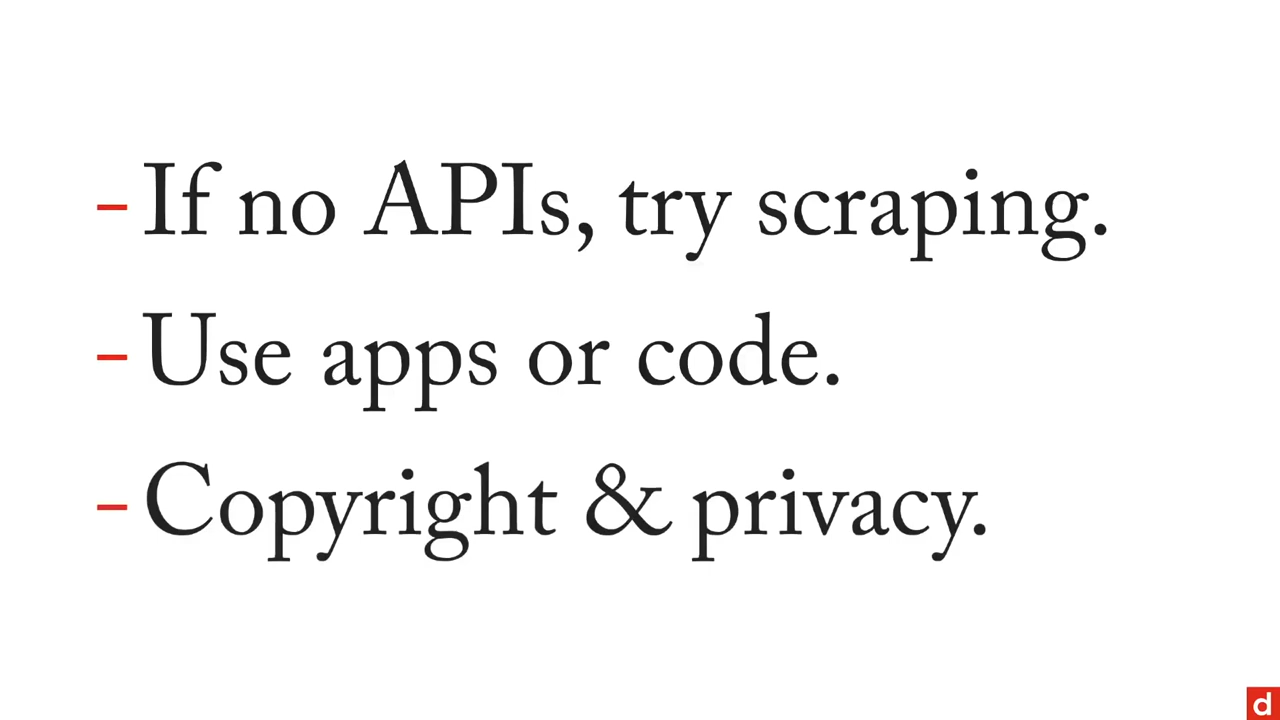 - If no APIs, try scraping.
- Use apps or code.
- Copyright & privacy.
d